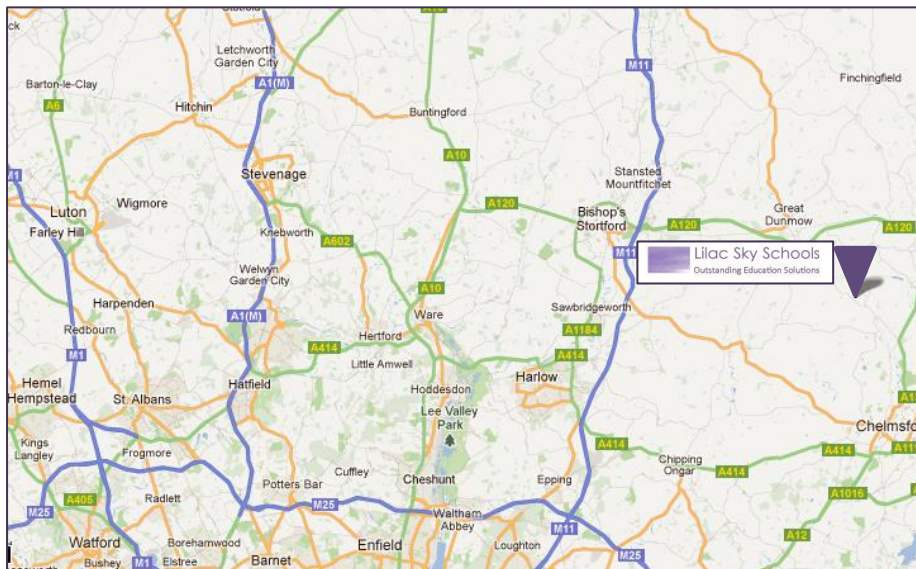 Letchworth
Garden City
A1(M)
Barton-le-Clay
A6
Hitchin
Buntingford
M11
Finchingfield
A10
M1
Stevenage
Stansted
Mountfitchet
Luton
Wigmore
Farley Hill
A120
Bishop's
Stortford
Great
Dunmow
A120
A120
Knebworth
A602
M11
Lilac Sky Schools
Outstanding Education Solutions
Welwyn
Garden City
A10
Harpenden
Redbourn
A1(M)
Ware
Sawbridgeworth
Hertford
A1184
M1
A414
Little Amwell
A414
Hemel
Hempstead
St. Albans
Hatfield
Hoddesdon
Harlow
Lee Valley
Park
Kings
Langley
Frogmore
A414
Chipping
Ongar
A414
A414
Cuffley
Cheshunt
Epping
A405
Radlett
Potters Bar
M25
A1016
M25
Waltham
Abbey
M11
A12
Watford
Borehamwood
Enfield
Loughton
M25
Bushey
M1
Elstree
Barnet